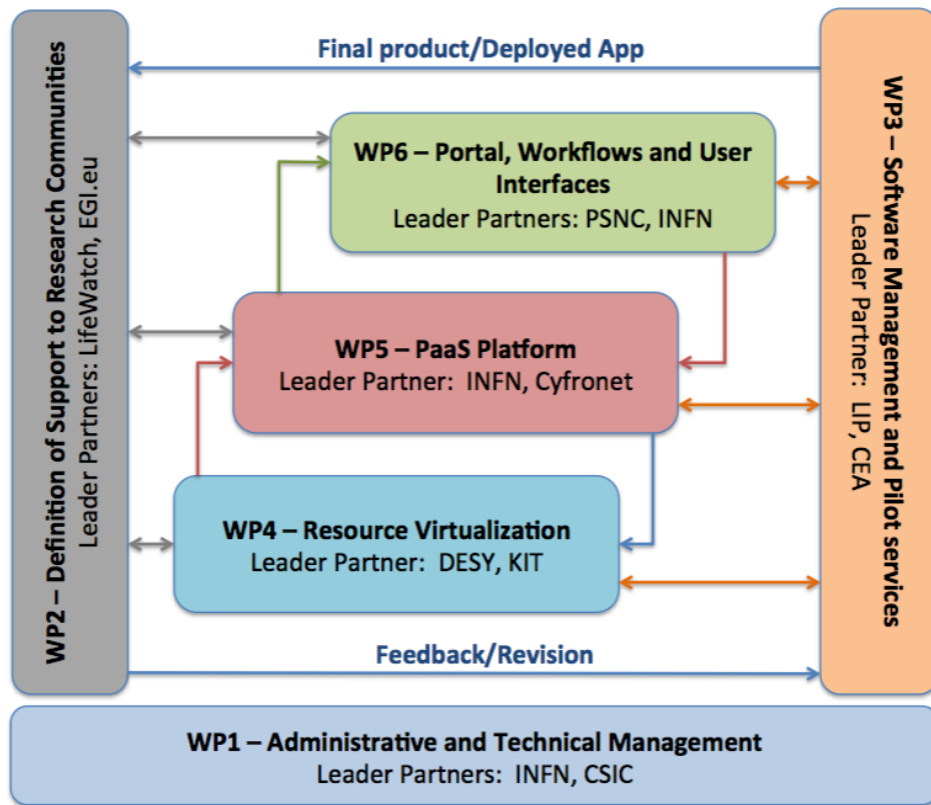 Final product/Deployed App
WP2 – Definition of Support to Research Communities
Leader Partners: LifeWatch, EGI.eu
WP6 – Portal, Workflows and User
Interfaces
Leader Partners: PSNC, INFN
WP5 – PaaS Platform
Leader Partner: INFN, Cyfronet
WP4 – Resource Virtualization
Leader Partner: DESY, KIT
WP3 – Software Management and Pilot services
Leader Partner: LIP, CEA
Feedback/Revision
WP1 – Administrative and Technical Management
Leader Partners: INFN, CSIC